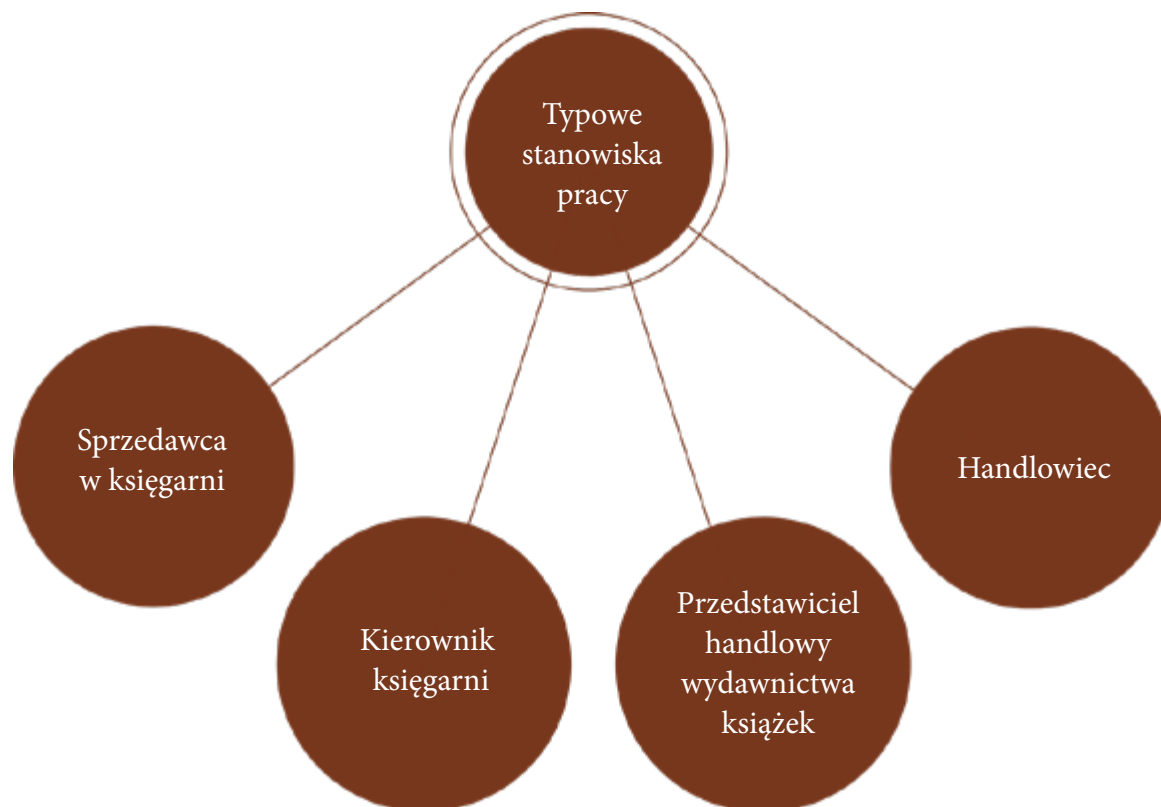 Typowe
stanowiska
pracy
Sprzedawca
w księgarni
Kierownik
księgarni
Przedstawiciel
handlowy
wydawnictwa
książek
Handlowiec